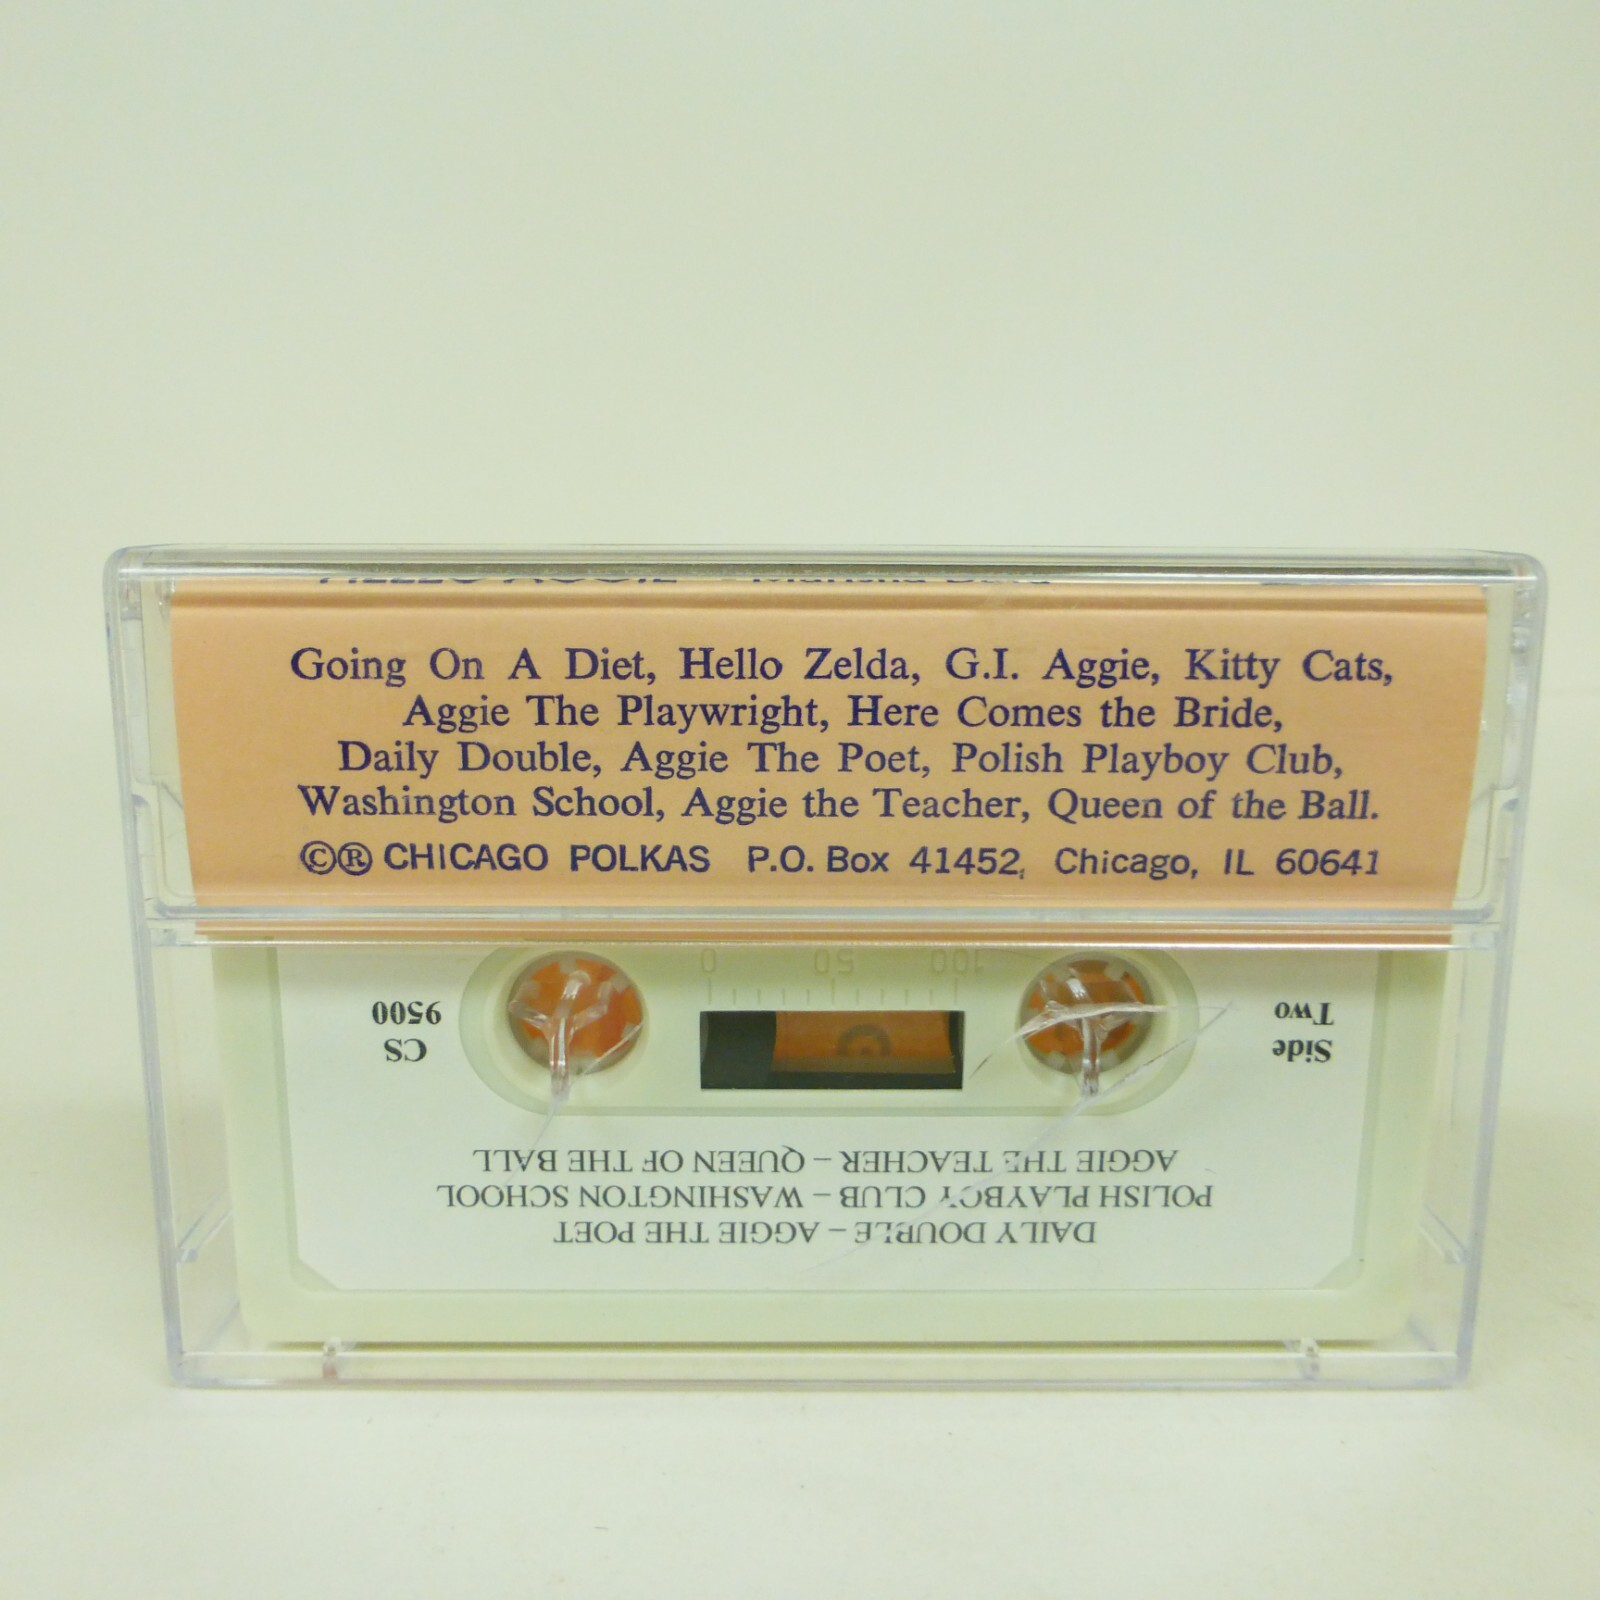 Going On A Diet, Hello Zelda, G.I. Aggie, Kitty Cats,
Aggie The Playwright, Here Comes the Bride,
Daily Double, Aggie The Poet, Polish Playboy Club,
Washington School, Aggie the Teacher, Queen of the Ball.
©® CHICAGO POLKAS P.O. Box 41452, Chicago, IL 60641
DAILY DOUBLE – AGGIE THE POET
POLISH PLAYBOY CLUB – WASHINGTON SCHOOL
AGGIE THE TEACHER – QUEEN OF THE BALL
Side
Two
CS
9500
100 50 0